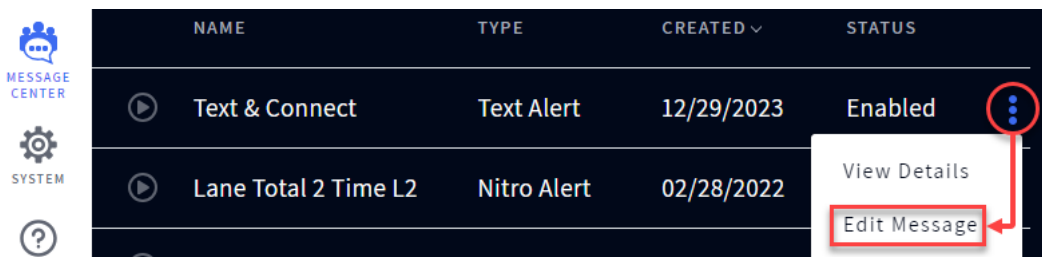 MESSAGE
CENTER
SYSTEM
?
NAME TYPE CREATED STATUS
Text & Connect Text Alert 12/29/2023 Enabled
Lane Total 2 Time L2 Nitro Alert 02/28/2022
View Details
Edit Message